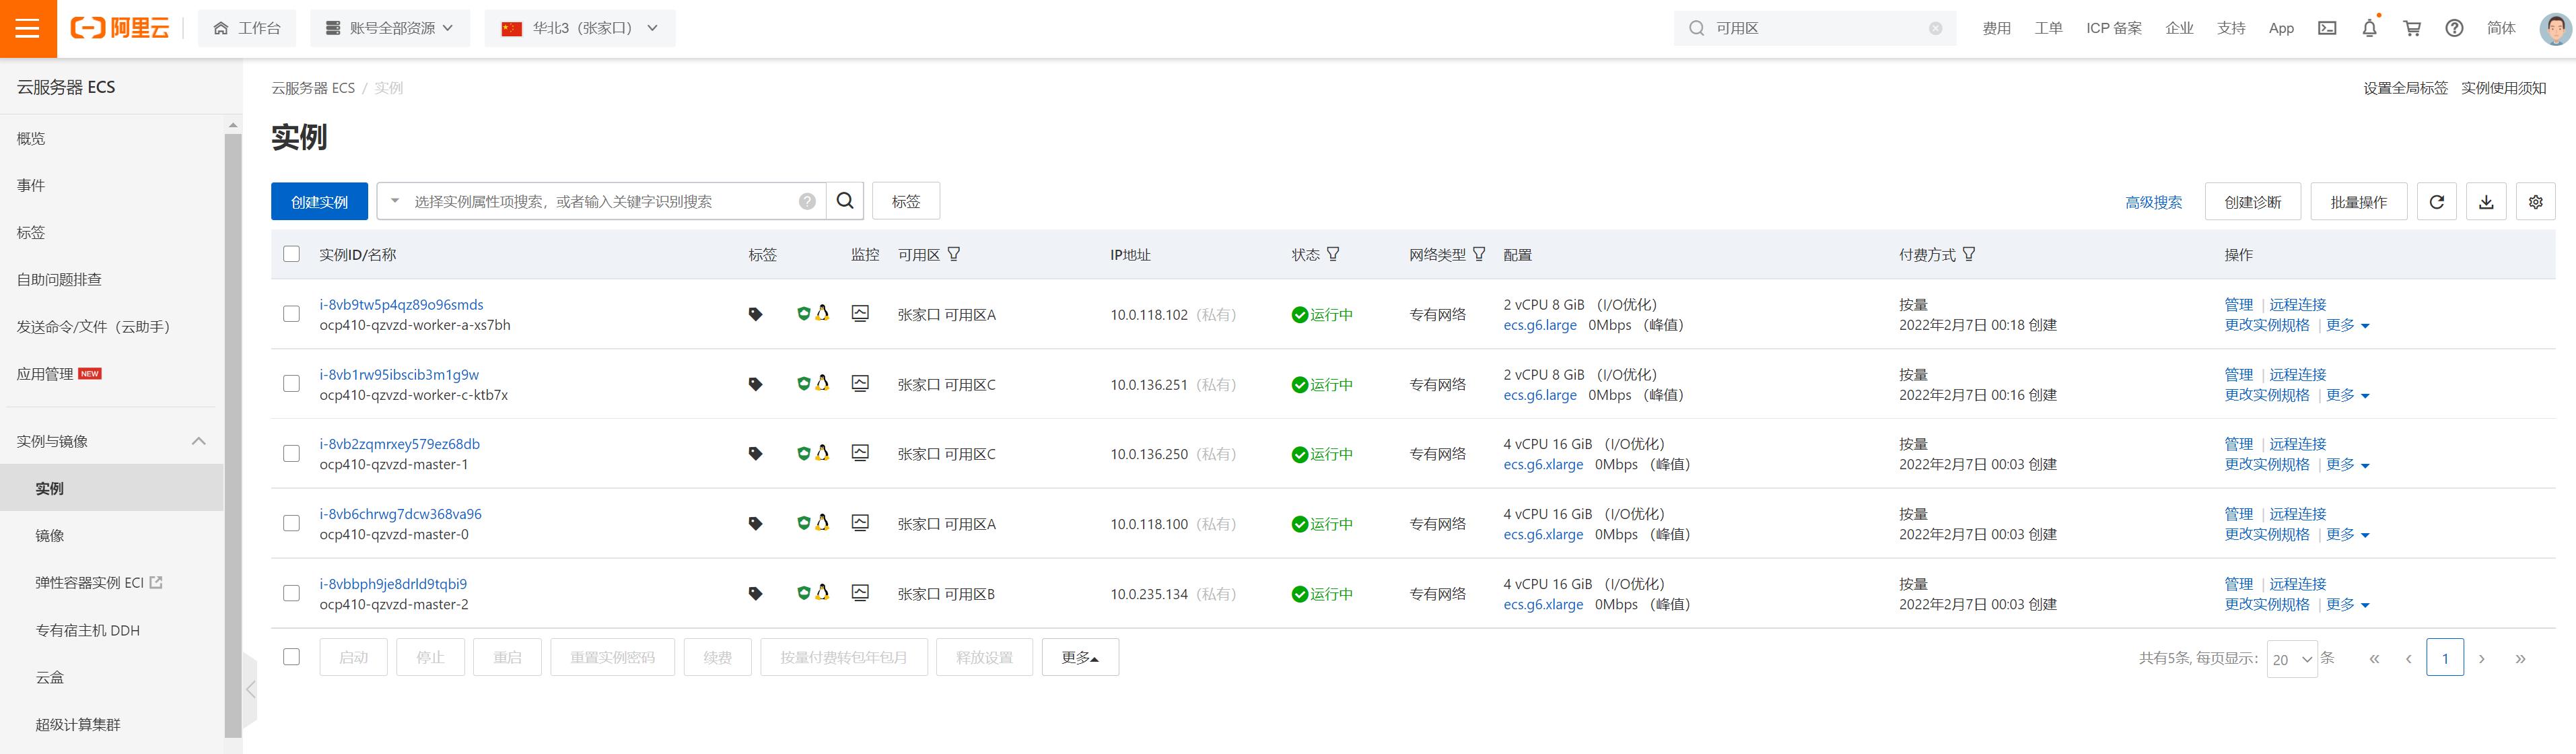 阿里云
工作台
账号全部资源
华北3（张家口）
可用区
费用 工单 ICP 备案 企业 支持 App 简体
云服务器 ECS
概览
事件
标签
自助问题排查
发送命令/文件（云助手）
应用管理 NEW
实例与镜像
实例
镜像
弹性容器实例 ECI
专有宿主机 DDH
云盒
超级计算集群
云服务器 ECS / 实例
设置全局标签 实例使用须知
实例
创建实例
选择实例属性项搜索，或者输入关键字识别搜索 ?
标签
高级搜索
创建诊断
批量操作
实例ID/名称 标签 监控 可用区 IP地址 状态 网络类型 配置 付费方式 操作
i-8vb9tw5p4qz89o96smds
ocp410-qzvzd-worker-a-xs7bh
张家口 可用区A
10.0.118.102（私有）
运行中
专有网络
2 vCPU 8 GiB （I/O优化）
ecs.g6.large 0Mbps （峰值）
按量
2022年2月7日 00:18 创建
管理 | 远程连接
更改实例规格 | 更多
i-8vb1rw95ibscib3m1g9w
ocp410-qzvzd-worker-c-ktb7x
张家口 可用区C
10.0.136.251（私有）
运行中
专有网络
2 vCPU 8 GiB （I/O优化）
ecs.g6.large 0Mbps （峰值）
按量
2022年2月7日 00:16 创建
管理 | 远程连接
更改实例规格 | 更多
i-8vb2zqmrxey579ez68db
ocp410-qzvzd-master-1
张家口 可用区C
10.0.136.250（私有）
运行中
专有网络
4 vCPU 16 GiB （I/O优化）
ecs.g6.xlarge 0Mbps （峰值）
按量
2022年2月7日 00:03 创建
管理 | 远程连接
更改实例规格 | 更多
i-8vb6chrwg7dcw368va96
ocp410-qzvzd-master-0
张家口 可用区A
10.0.118.100（私有）
运行中
专有网络
4 vCPU 16 GiB （I/O优化）
ecs.g6.xlarge 0Mbps （峰值）
按量
2022年2月7日 00:03 创建
管理 | 远程连接
更改实例规格 | 更多
i-8vbbph9je8drld9tqbi9
ocp410-qzvzd-master-2
张家口 可用区B
10.0.235.134（私有）
运行中
专有网络
4 vCPU 16 GiB （I/O优化）
ecs.g6.xlarge 0Mbps （峰值）
按量
2022年2月7日 00:03 创建
管理 | 远程连接
更改实例规格 | 更多
启动 停止 重启 重置实例密码 续费 按量付费转包年包月 释放设置 更多
共有5条, 每页显示: 20 条 « ‹ 1 › »